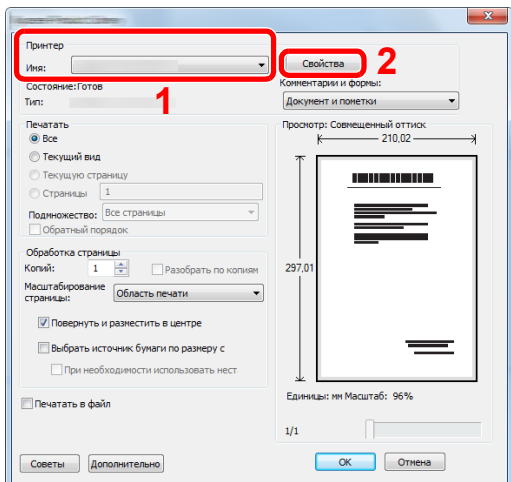 Принтер
Имя:
Свойства
2
Состояние:Готов
1
Комментарии и формы:
Тип:
Документ и пометки
Печатать
Все
Текущий вид
Текущую страницу
Страницы 1
Подмножество: Все страницы
Обратный порядок
Обработка страницы
Копий: 1 Разобрать по копиям
Масштабирование
страницы: Область печати
Повернуть и разместить в центре
Выбрать источник бумаги по размеру с
При необходимости использовать нест
Печатать в файл
Просмотр: Совмещенный оттиск
210,02
297,01
Единицы: мм Масштаб: 96%
1/1
Советы Дополнительно
OK Отмена